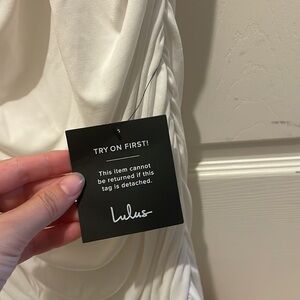 S
TRY ON FIRST!
This item cannot
be returned if this
tag is detached.
Lulus